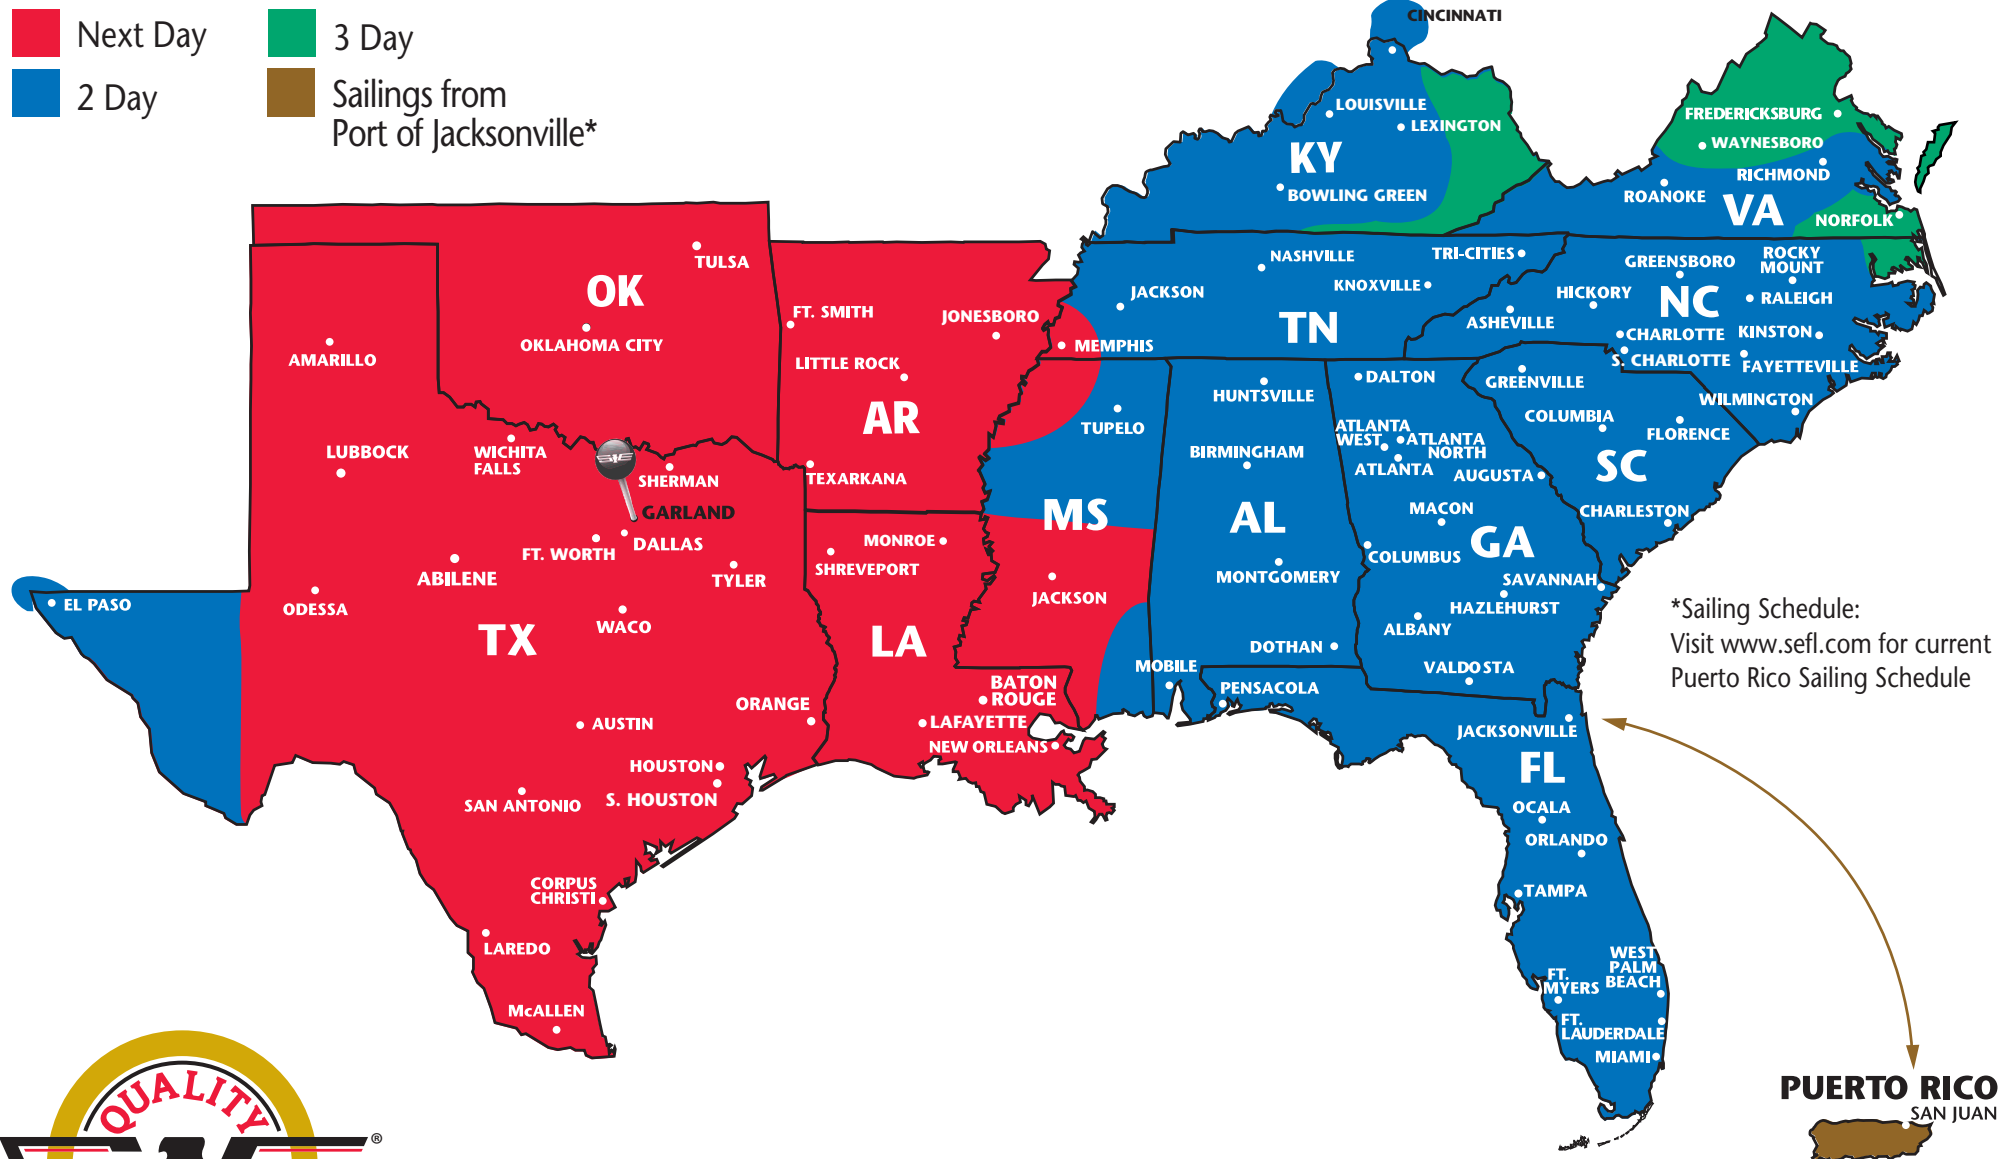 Next Day
3 Day
2 Day
Sailings from
Port of Jacksonville*
CINCINNATI
LOUISVILLE
LEXINGTON
KY
BOWLING GREEN
FREDERICKSBURG
WAYNESBORO
RICHMOND
ROANOKE
VA
NORFOLK
TULSA
OK
OKLAHOMA CITY
AMARILLO
LUBBOCK
WICHITA
FALLS
SHERMAN
GARLAND
DALLAS
FT. WORTH
ABILENE
TYLER
EL PASO
ODESSA
WACO
TX
ORANGE
AUSTIN
HOUSTON
S. HOUSTON
SAN ANTONIO
CORPUS
CHRISTI
LAREDO
McALLEN
FT. SMITH
JONESBORO
LITTLE ROCK
AR
TEXARKANA
MONROE
SHREVEPORT
LA
BATON
ROUGE
LAFAYETTE
NEW ORLEANS
NASHVILLE
TRI-CITIES
KNOXVILLE
JACKSON
TN
MEMPHIS
TUPELO
MS
JACKSON
HUNTSVILLE
BIRMINGHAM
AL
MONTGOMERY
DOTHAN
MOBILE
GREENSBORO
ROCKY
MOUNT
HICKORY
NC
RALEIGH
ASHEVILLE
CHARLOTTE
KINSTON
S. CHARLOTTE
FAYETTEVILLE
WILMINGTON
GREENVILLE
COLUMBIA
FLORENCE
SC
CHARLESTON
DALTON
ATLANTA
WEST
ATLANTA
NORTH
ATLANTA
AUGUSTA
MACON
GA
COLUMBUS
SAVANNAH
HAZLEHURST
ALBANY
VALDOSTA
PENSACOLA
JACKSONVILLE
FL
OCALA
ORLANDO
TAMPA
WEST
PALM
BEACH
FT.
MYERS
FT.
LAUDERDALE
MIAMI
*Sailing Schedule:
Visit www.sefl.com for current
Puerto Rico Sailing Schedule
PUERTO RICO
SAN JUAN
QUALITY
®